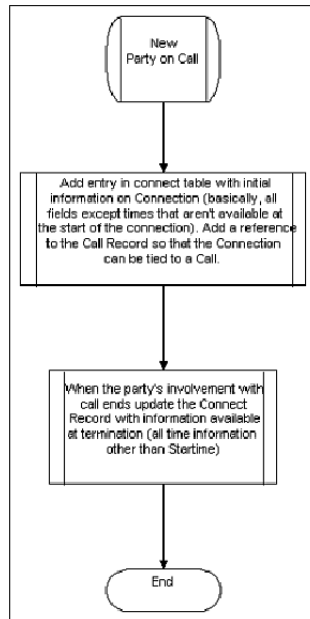 New
Party on Call
Add entry in connect table with initial
information on Connection (basically, all
fields except times that aren't available at
the start of the connection). Add a reference
to the Call Record so that the Connection
can be tied to a Call.
When the party's involvement with
call ends update the Connect
Record with information available
at termination (all time information
other than Startime)
End